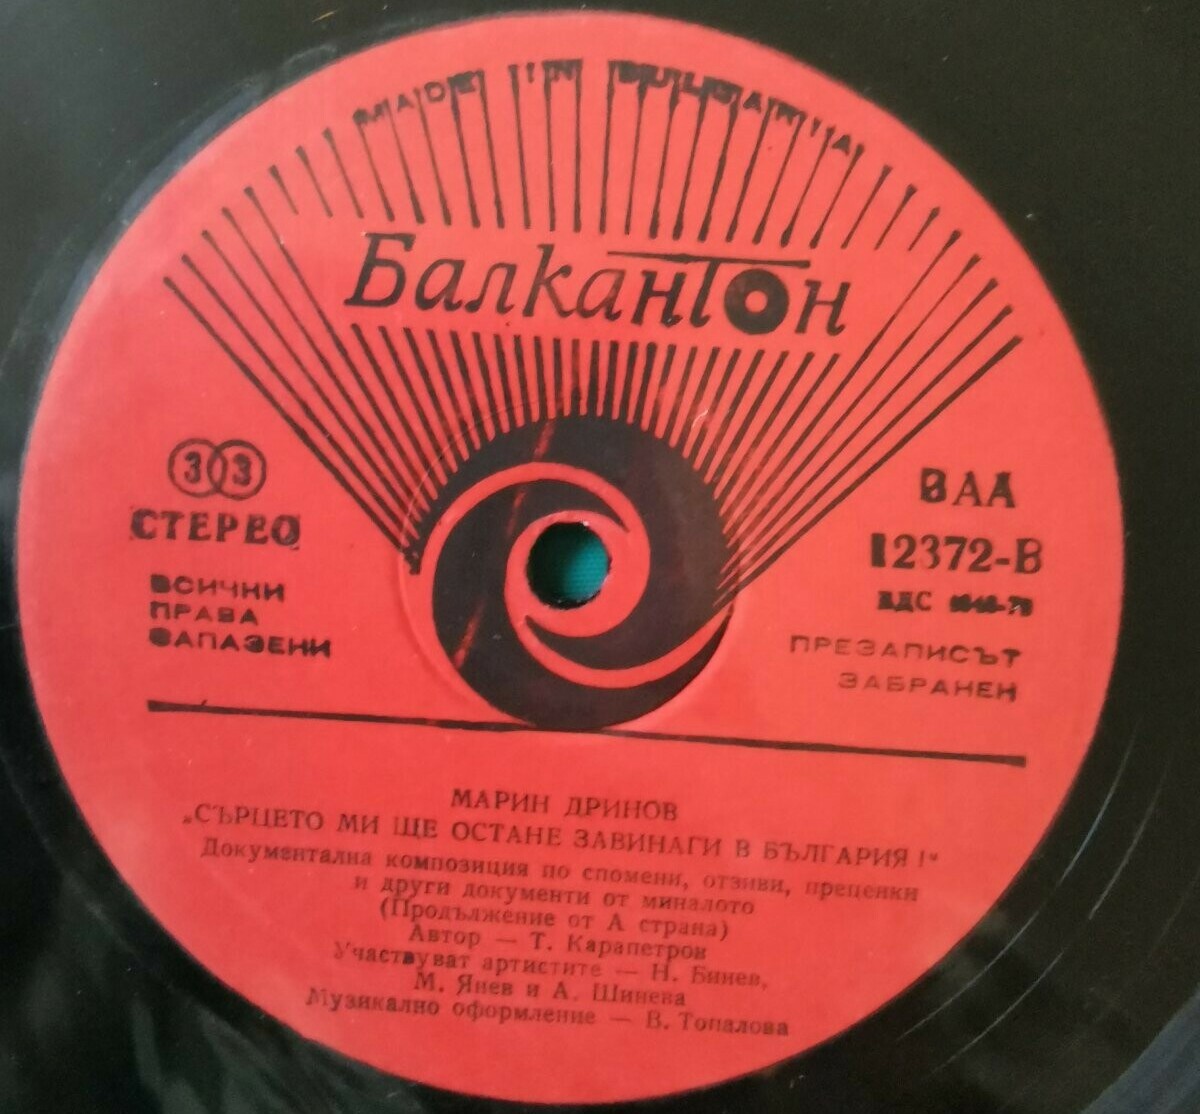 MADE IN BULGARIA
Балкантон
33
СТЕРЕО
ВСИЧНИ
ПРАВА
ЗАПАЗЕНИ
ВАА
12372-В
ВДС
ПРЕЗАПИСЪТ
ЗАБРАНЕН
МАРИН ДРИНОВ
„СЪРЦЕТО МИ ЩЕ ОСТАНЕ ЗАВИНАГИ В БЪЛГАРИЯ!“
Документална композиция по спомени, отзиви, преценки
и други документи от миналото
(Продължение от А страна)
Автор — Т. Карапетров
Участвуват артистите — Н. Бинев,
М. Янев и А. Шинева
Музикално оформление — В. Топалова